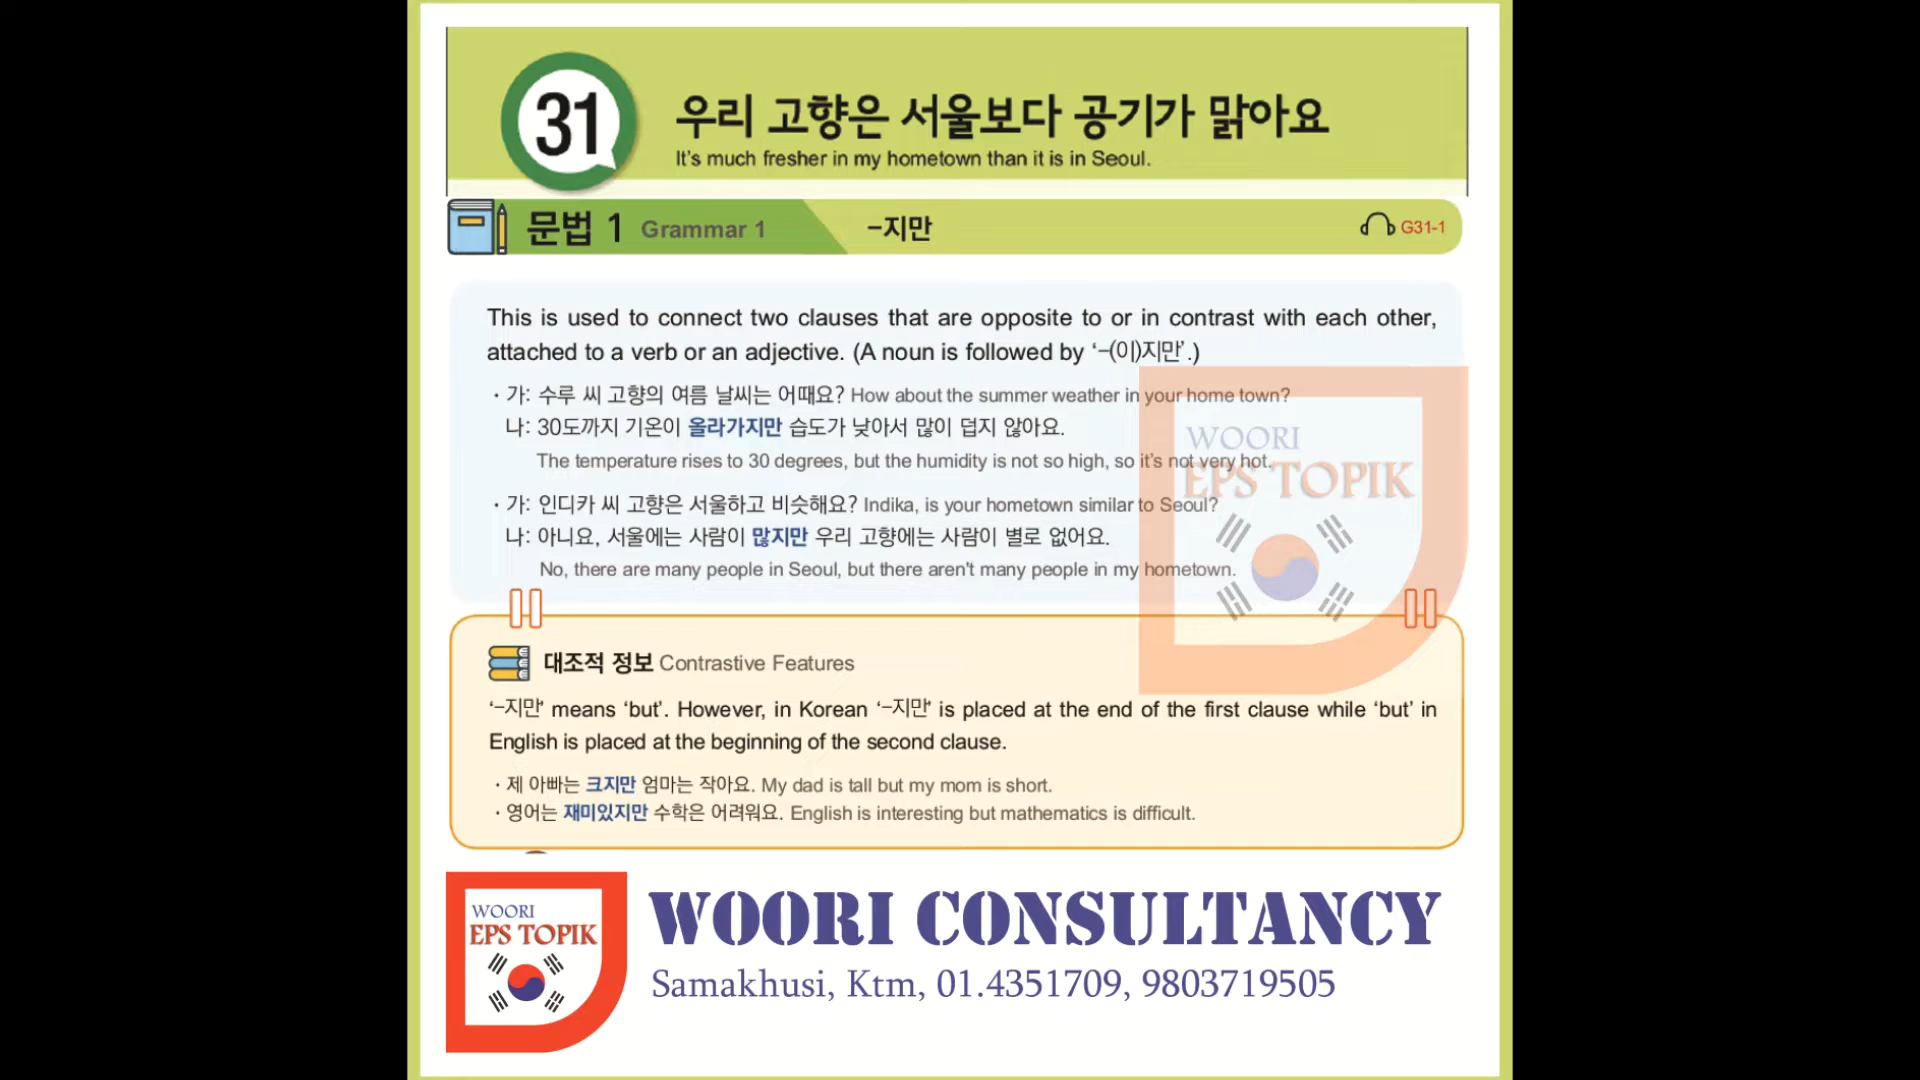 31
우리 고향은 서울보다 공기가 맑아요
It's much fresher in my hometown than it is in Seoul.
문법 1 Grammar 1 -지만 G31-1
This is used to connect two clauses that are opposite to or in contrast with each other,
attached to a verb or an adjective. (A noun is followed by '-(이)지만'.)
· 가: 수루 씨 고향의 여름 날씨는 어때요? How about the summer weather in your home town?
나: 30도까지 기온이 올라가지만 습도가 낮아서 많이 덥지 않아요.
The temperature rises to 30 degrees, but the humidity is not so high, so it's not very hot.
· 가: 인디카 씨 고향은 서울하고 비슷해요? Indika, is your hometown similar to Seoul?
나: 아니요, 서울에는 사람이 많지만 우리 고향에는 사람이 별로 없어요.
No, there are many people in Seoul, but there aren't many people in my hometown.
WOORI
EPS TOPIK
대조적 정보 Contrastive Features
'-지만' means 'but'. However, in Korean '-지만' is placed at the end of the first clause while 'but' in
English is placed at the beginning of the second clause.
· 제 아빠는 크지만 엄마는 작아요. My dad is tall but my mom is short.
· 영어는 재미있지만 수학은 어려워요. English is interesting but mathematics is difficult.
WOORI
EPS TOPIK
WOORI CONSULTANCY
Samakhusi, Ktm, 01.4351709, 9803719505